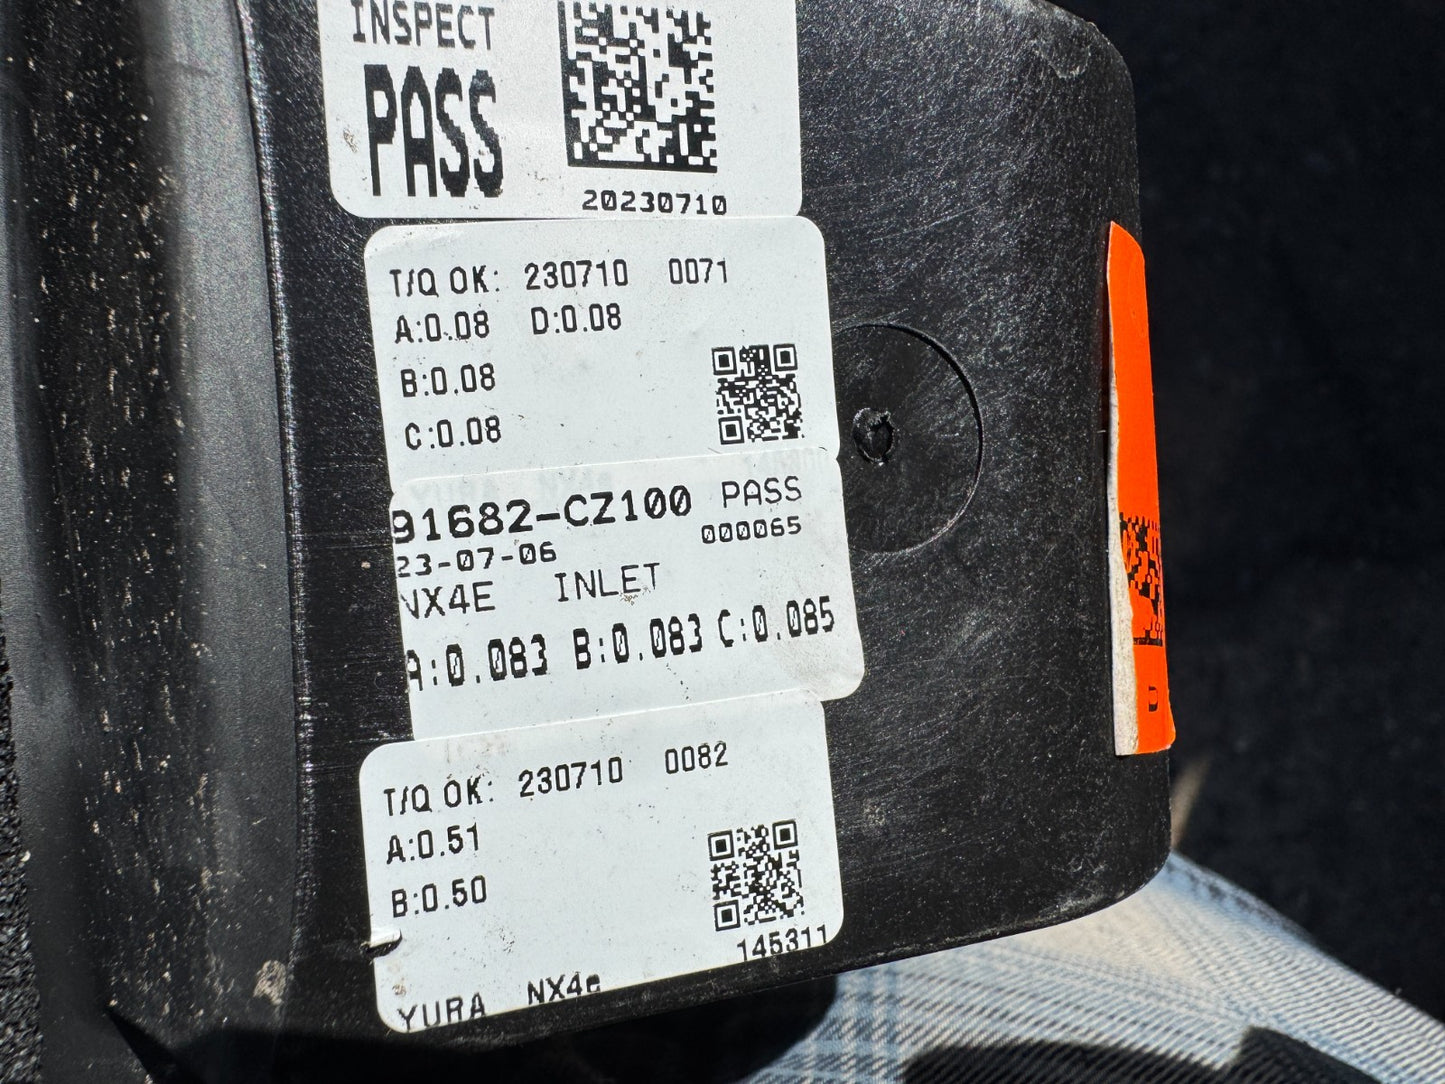 INSPECT
PASS
20230710
T/Q OK: 230710 0071
A:0.08 D:0.08
B:0.08
C:0.08
91682-CZ100 PASS
23-07-06 000065
NX4E INLET
A:0.083 B:0.083 C:0.085
T/Q OK: 230710 0082
A:0.51
B:0.50
145311
YURA NX4e